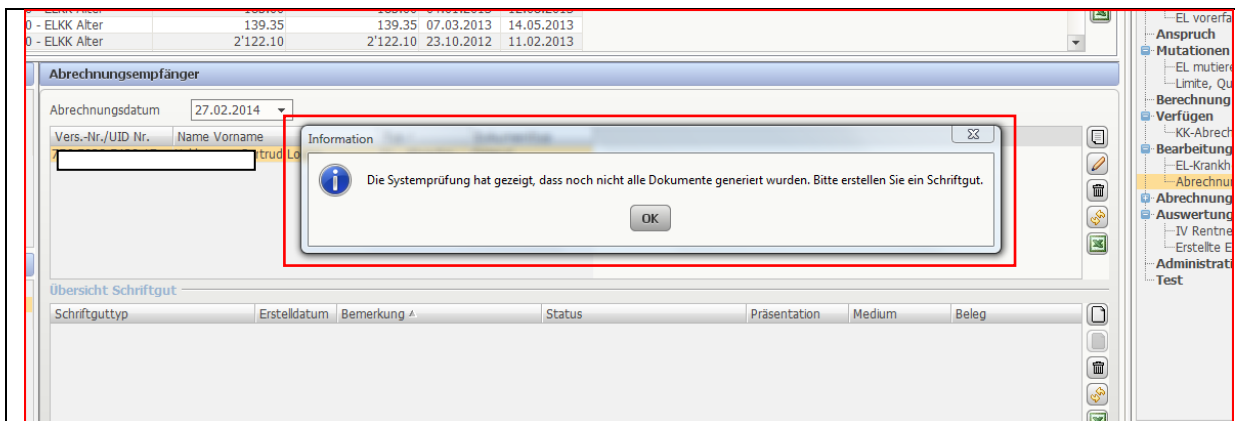 139.35 139.35 07.03.2013 14.05.2013
0 - ELKK Alter
0 - ELKK Alter 2'122.10 2'122.10 23.10.2012 11.02.2013
Abrechnungsempfänger
Abrechnungsdatum 27.02.2014
Vers.-Nr./UID Nr. Name Vorname
Information
Die Systemprüfung hat gezeigt, dass noch nicht alle Dokumente generiert wurden. Bitte erstellen Sie ein Schriftgut.
OK
Übersicht Schriftgut
Schriftguttyp Erstelldatum Bemerkung Status Präsentation Medium Beleg
EL vorerfa
Anspruch
Mutationen
EL mutiere
Limite, Qu
Berechnung
Verfügen
KK-Abrech
Bearbeitung
EL-Krankh
Abrechnun
Abrechnung
Auswertung
IV Rentne
Erstellte E
Administrati
Test